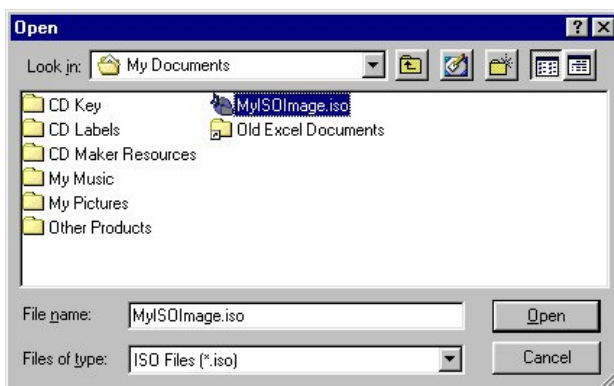 Open
Look in: My Documents
CD Key
CD Labels
CD Maker Resources
My Music
My Pictures
Other Products
MyISOImage.iso
Old Excel Documents
File name: MyISOImage.iso Open
Files of type: ISO Files (*.iso) Cancel